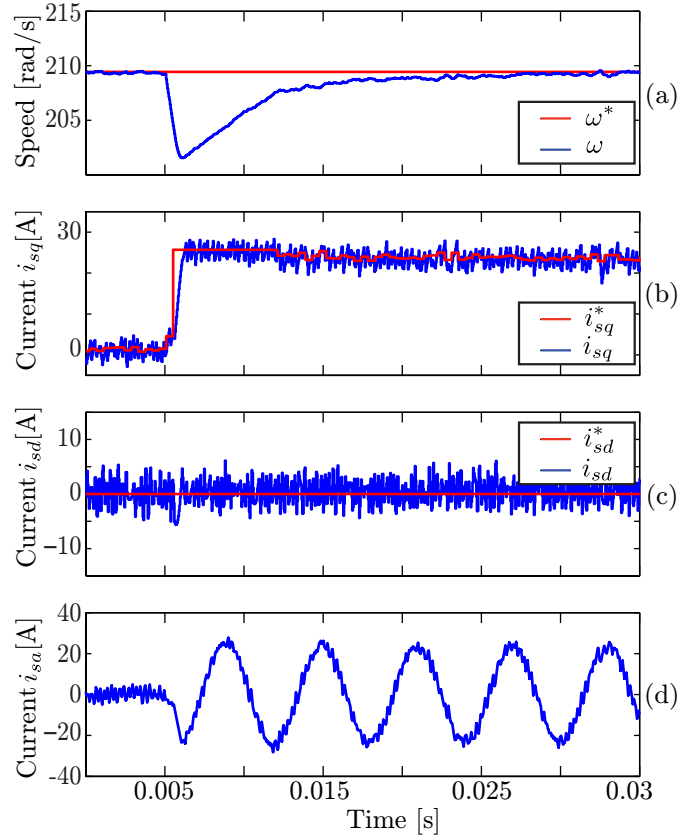 215
210
205
Speed [rad/s]
ω*
ω
(a)
30
0
Current i_sq[A]
i*_sq
i_sq
(b)
15
0
−10
Current i_sd[A]
i*_sd
i_sd
(c)
40
20
0
−20
−40
Current i_sa[A]
(d)
0.005 0.015 0.025 0.03
Time [s]